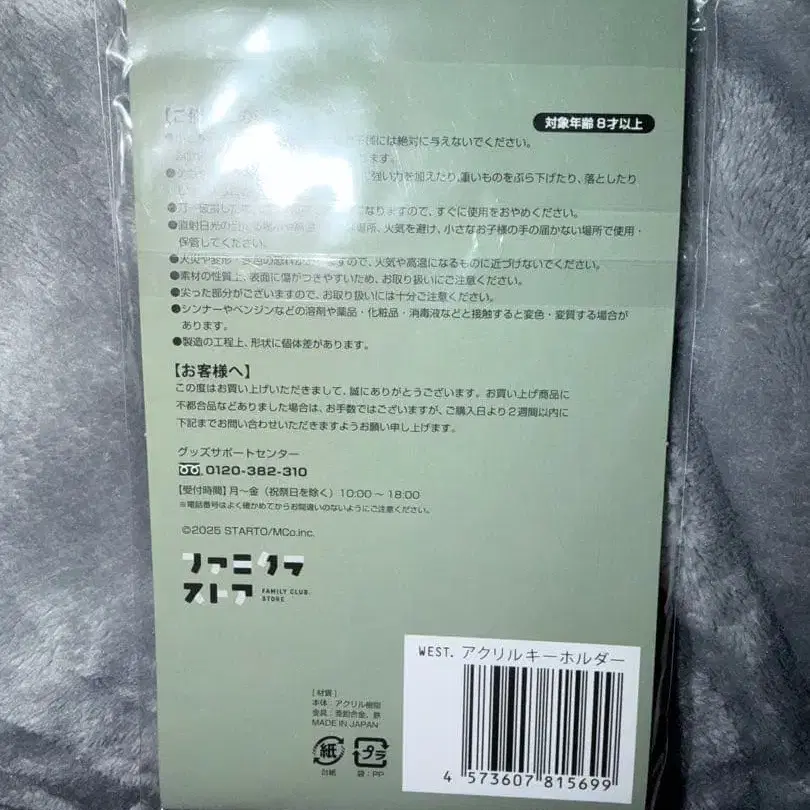 【ご
対象年齢 8才以上
には絶対に与えないでください。
ます。
強い力を加えたり、重いものをぶら下げたり、落としたり
なりますので、すぐに使用をおやめください。
●直射日光の 場所、火気を避け、小さなお子様の手の届かない場所で使用・
保管してください。
ますので、火気や高温になるものに近づけないでください。
●素材の性質上、表面に傷がつきやすいため、お取り扱いにご注意ください。
●尖った部分がございますので、お取り扱いには十分ご注意ください。
●シンナーやベンジンなどの溶剤や薬品・化粧品・消毒液などと接触すると変色・変質する場合が
あります。
●製造の工程上、形状に個体差があります。
【お客様へ】
この度はお買い上げいただきまして、誠にありがとうございます。お買い上げ商品に
不都合品などありました場合は、お手数ではございますが、ご購入日より2週間以内に
下記までお問い合わせいただきますようお願い申し上げます。
グッズサポートセンター
0120-382-310
【受付時間】月〜金（祝祭日を除く）10:00〜18:00
※電話番号はよく確かめてからお間違いのないようにご注意ください。
©2025 STARTO/MCo.inc.
ファミクラ
ストア FAMILY CLUB STORE
WEST. アクリルキーホルダー
4 573607 815699
[材質]
本体：アクリル樹脂
金具：亜鉛合金、鉄
MADE IN JAPAN
紙 プラ
台紙 袋：PP